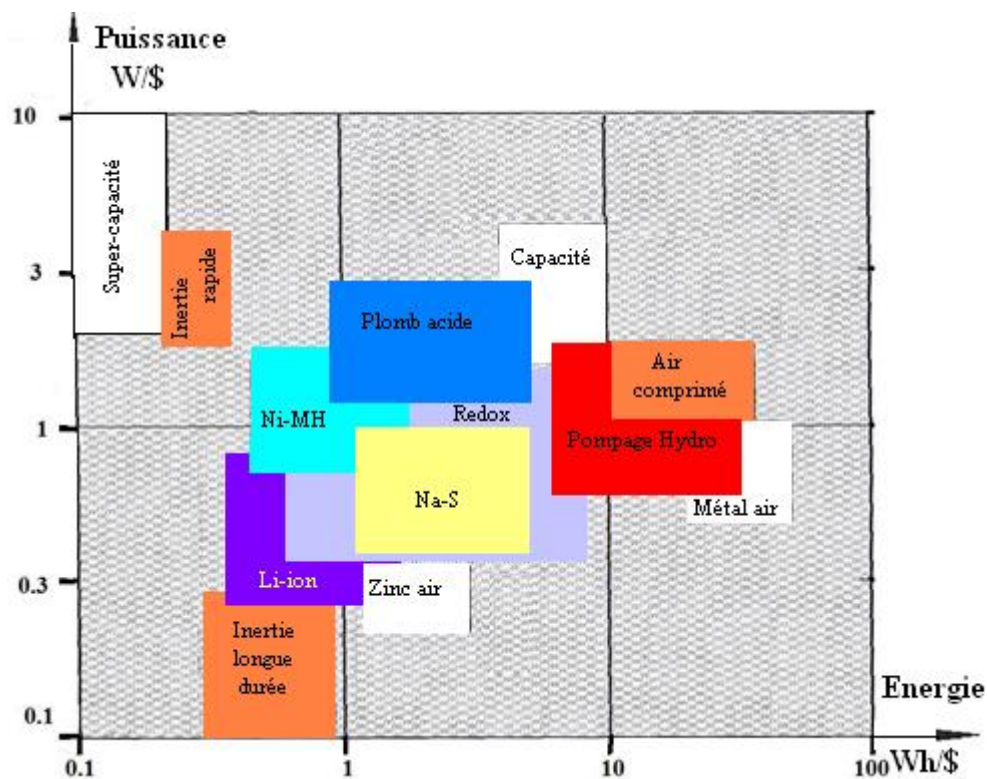 Puissance
W/$
10
3
1
0.3
0.1
Super-capacité
Inertie
rapide
Capacité
Plomb acide
Air
comprimé
Ni-MH
Redox
Pompage Hydro
Na-S
Métal air
Li-ion
Zinc air
Inertie
longue
durée
Energie
0.1
1
10
100
Wh/$